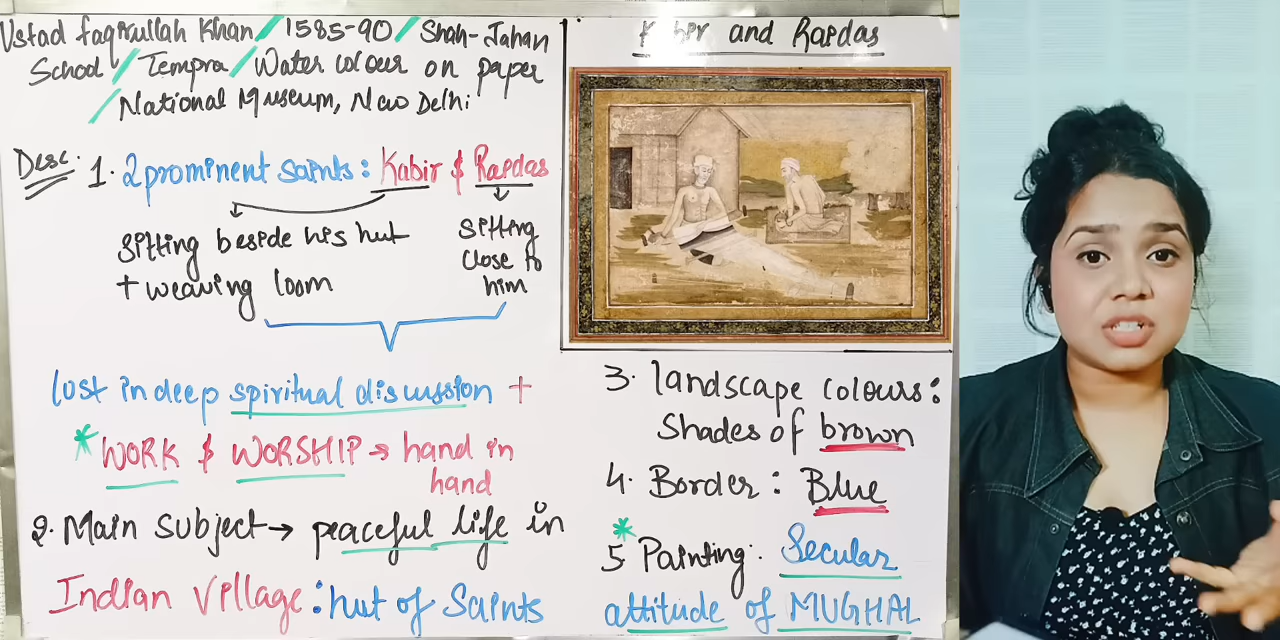 Ustad faqirullah Khan / 1585-90 / Shah-Jahan
School / Tempra / Water colour on paper
/ National Museum, New Delhi
Desc. 1. 2 prominent saints: Kabir & Raidas
Sitting beside his hut
+ weaving loom
Sitting
close to
him
lost in deep spiritual discussion +
* WORK & WORSHIP → hand in
hand
2. Main subject → peaceful life in
Indian Village: hut of Saints
Kabir and Raidas
3. landscape colours:
Shades of brown
4. Border: Blue
* 5 Painting: Secular
attitude of MUGHAL